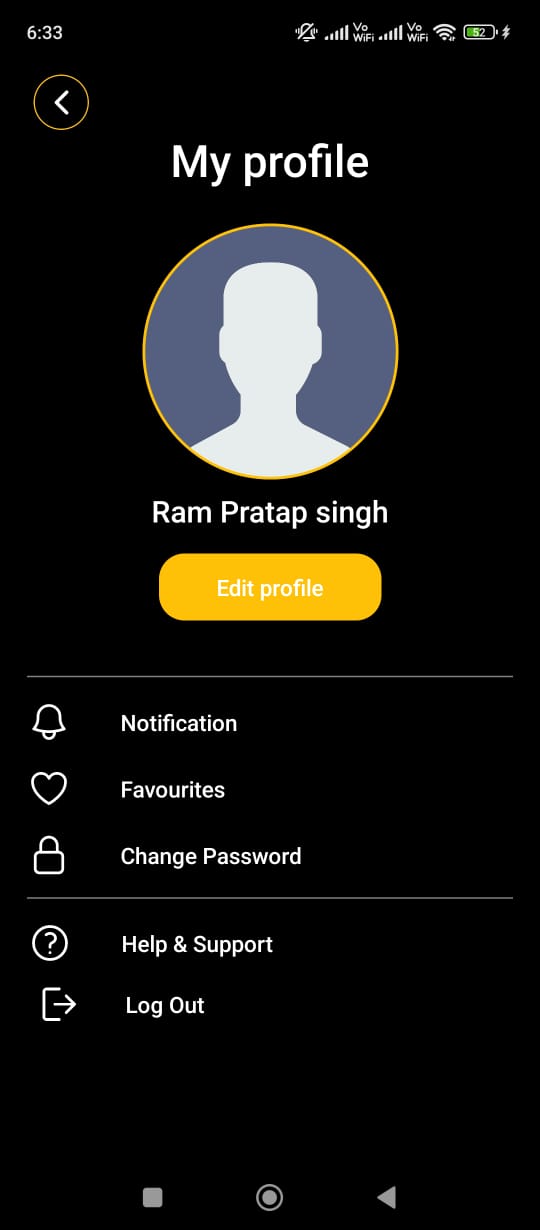 6:33
Vo WiFi Vo WiFi 52
My profile
Ram Pratap singh
Edit profile
Notification
Favourites
Change Password
Help & Support
Log Out